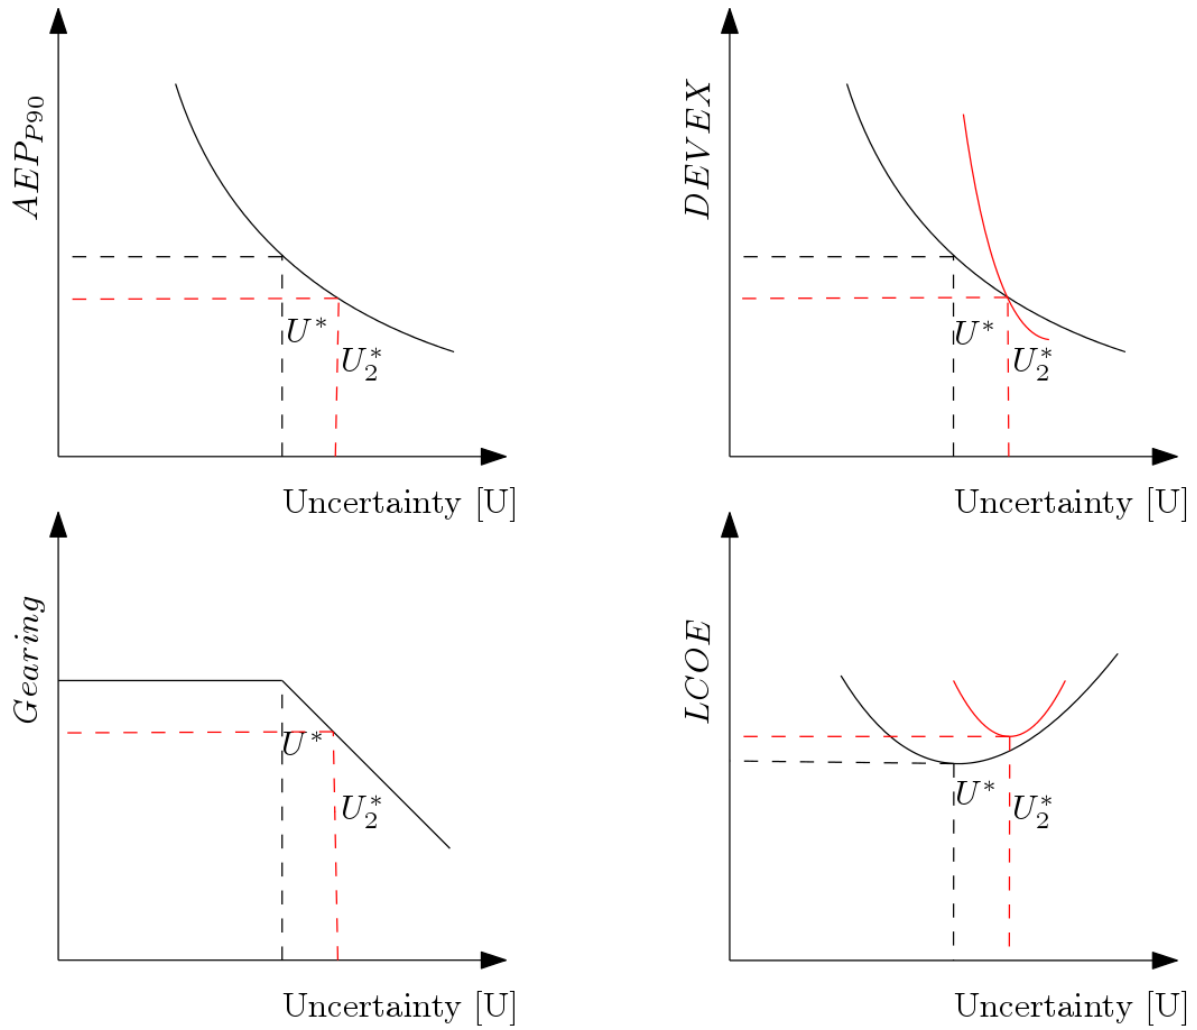 AEP_{P90}
U*
U_2^*
Uncertainty [U]
DEVEX
U*
U_2^*
Uncertainty [U]
Gearing
U*
U_2^*
Uncertainty [U]
LCOE
U*
U_2^*
Uncertainty [U]